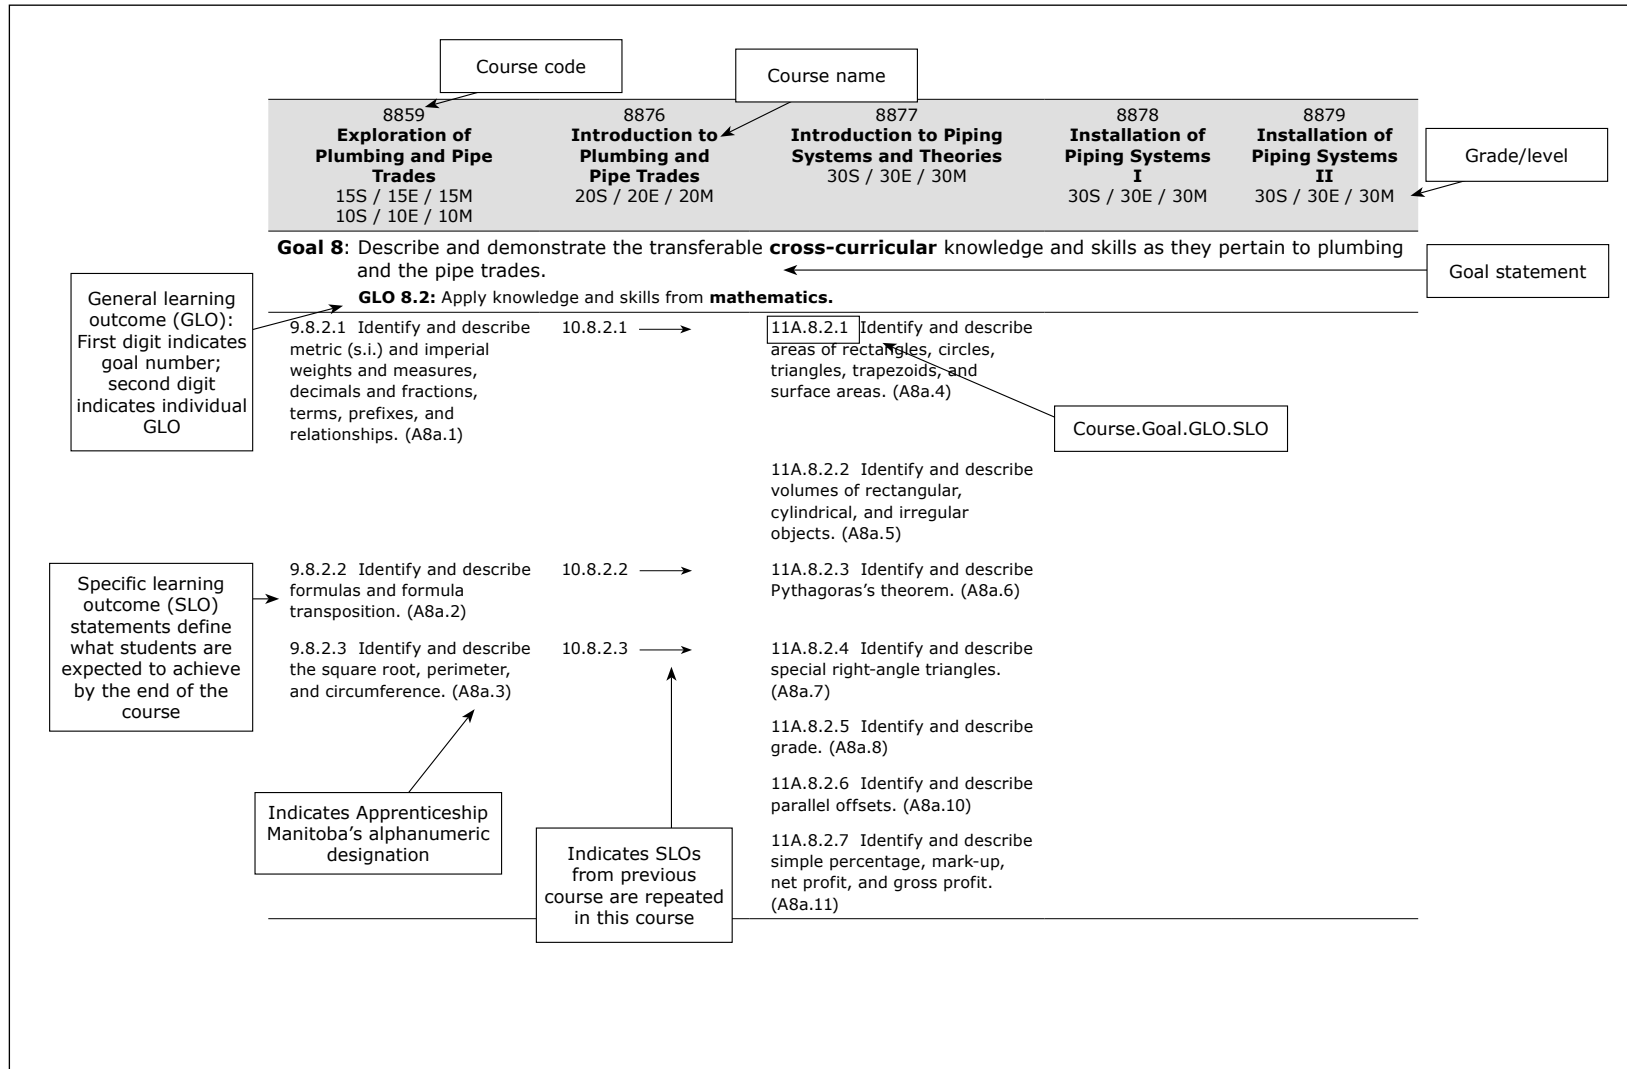 Course code
Course name
8859
Exploration of
Plumbing and Pipe
Trades
15S / 15E / 15M
10S / 10E / 10M
8876
Introduction to
Plumbing and
Pipe Trades
20S / 20E / 20M
8877
Introduction to Piping
Systems and Theories
30S / 30E / 30M
8878
Installation of
Piping Systems
I
30S / 30E / 30M
8879
Installation of
Piping Systems
II
30S / 30E / 30M
Grade/level
Goal 8: Describe and demonstrate the transferable cross-curricular knowledge and skills as they pertain to plumbing
and the pipe trades.
Goal statement
GLO 8.2: Apply knowledge and skills from mathematics.
General learning
outcome (GLO):
First digit indicates
goal number;
second digit
indicates individual
GLO
9.8.2.1 Identify and describe
metric (s.i.) and imperial
weights and measures,
decimals and fractions,
terms, prefixes, and
relationships. (A8a.1)
10.8.2.1
11A.8.2.1 Identify and describe
areas of rectangles, circles,
triangles, trapezoids, and
surface areas. (A8a.4)
Course.Goal.GLO.SLO
11A.8.2.2 Identify and describe
volumes of rectangular,
cylindrical, and irregular
objects. (A8a.5)
Specific learning
outcome (SLO)
statements define
what students are
expected to achieve
by the end of the
course
9.8.2.2 Identify and describe
formulas and formula
transposition. (A8a.2)
10.8.2.2
11A.8.2.3 Identify and describe
Pythagoras's theorem. (A8a.6)
9.8.2.3 Identify and describe
the square root, perimeter,
and circumference. (A8a.3)
10.8.2.3
11A.8.2.4 Identify and describe
special right-angle triangles.
(A8a.7)
11A.8.2.5 Identify and describe
grade. (A8a.8)
11A.8.2.6 Identify and describe
parallel offsets. (A8a.10)
11A.8.2.7 Identify and describe
simple percentage, mark-up,
net profit, and gross profit.
(A8a.11)
Indicates Apprenticeship
Manitoba's alphanumeric
designation
Indicates SLOs
from previous
course are repeated
in this course